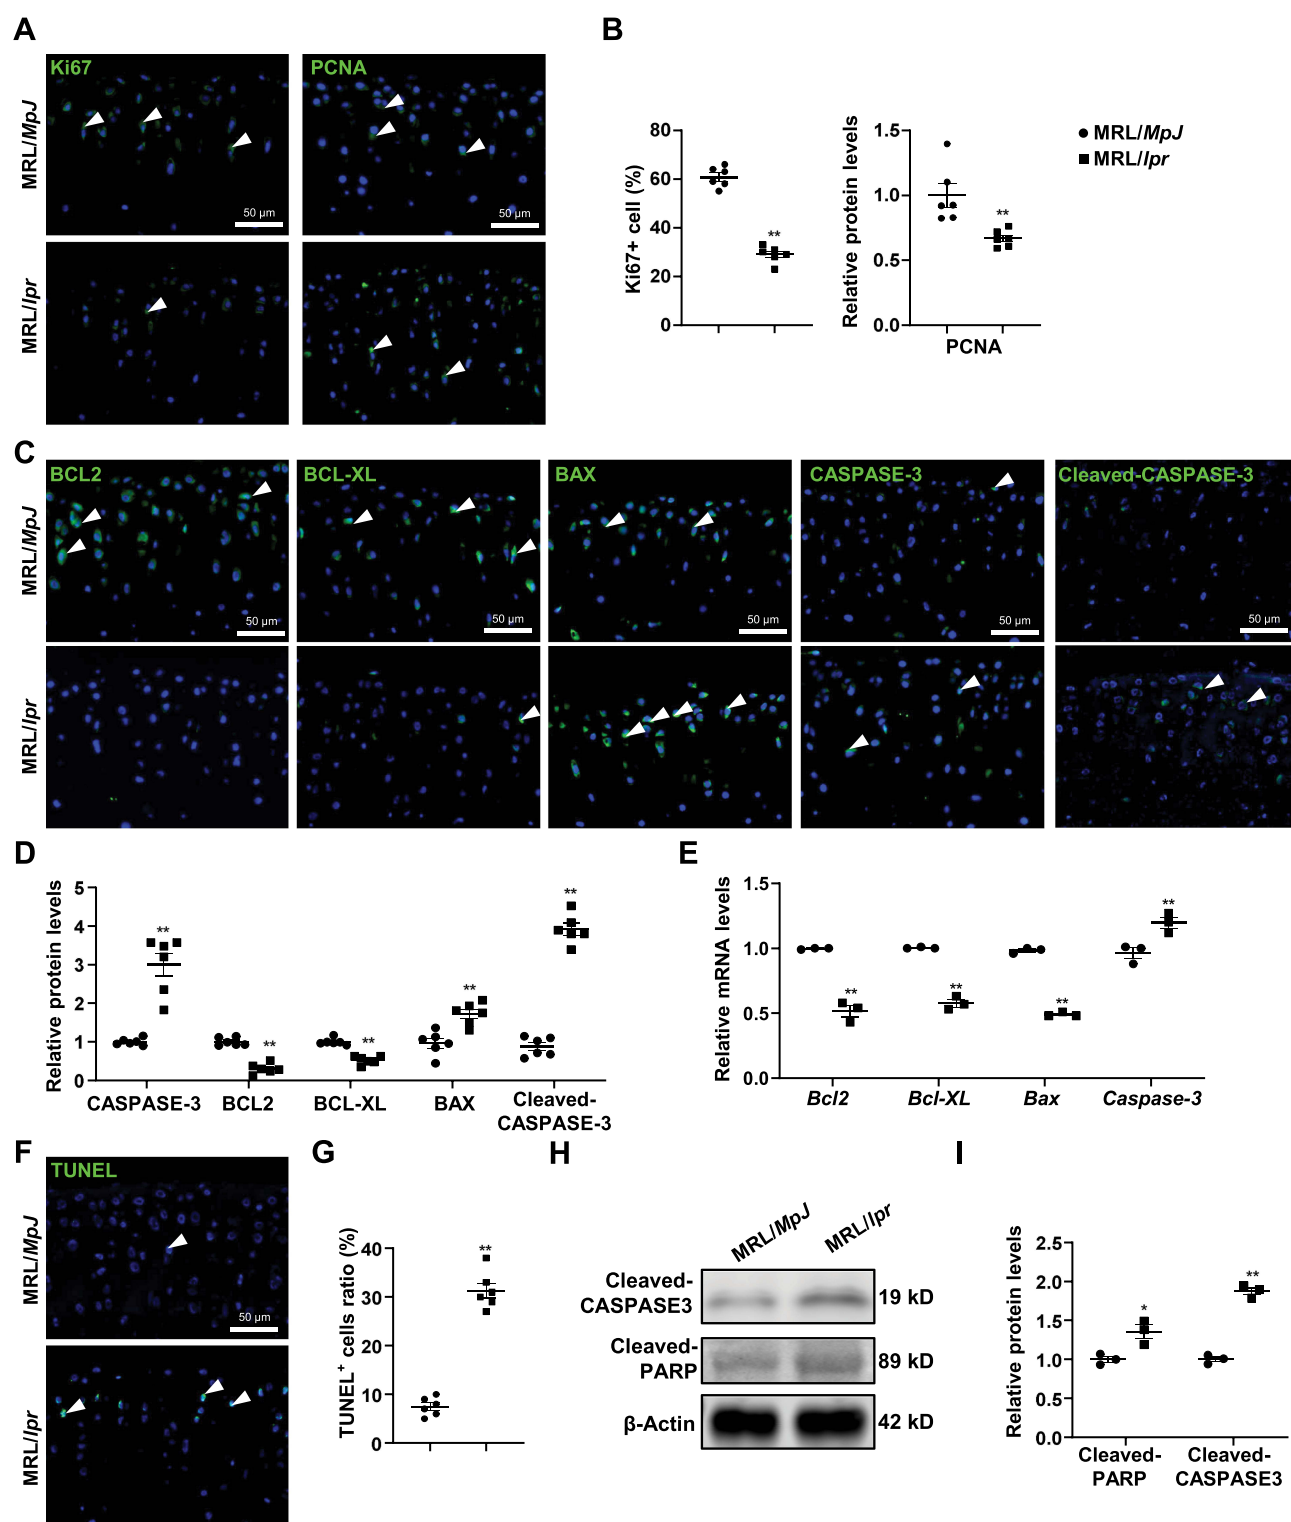 A
Ki67
PCNA
MRL/MpJ
50 µm
50 µm
MRL/lpr
B
80
60
40
20
0
Ki67+ cell (%)
**
1.5
1.0
0.5
0.0
Relative protein levels
**
PCNA
MRL/MpJ
MRL/lpr
C
BCL2
BCL-XL
BAX
CASPASE-3
Cleaved-CASPASE-3
MRL/MpJ
50 µm
50 µm
50 µm
50 µm
50 µm
MRL/lpr
D
Relative protein levels
5
4
3
2
1
0
**
**
**
**
**
CASPASE-3
BCL2
BCL-XL
BAX
Cleaved-
CASPASE-3
E
Relative mRNA levels
1.5
1.0
0.5
0.0
**
**
**
**
Bcl2
Bcl-XL
Bax
Caspase-3
F
TUNEL
MRL/MpJ
50 µm
MRL/lpr
G
TUNEL+ cells ratio (%)
40
30
20
10
0
**
H
MRL/MpJ
MRL/lpr
Cleaved-
CASPASE3
19 kD
Cleaved-
PARP
89 kD
β-Actin
42 kD
I
Relative protein levels
2.5
2.0
1.5
1.0
0.5
0.0
*
**
Cleaved-
PARP
Cleaved-
CASPASE3